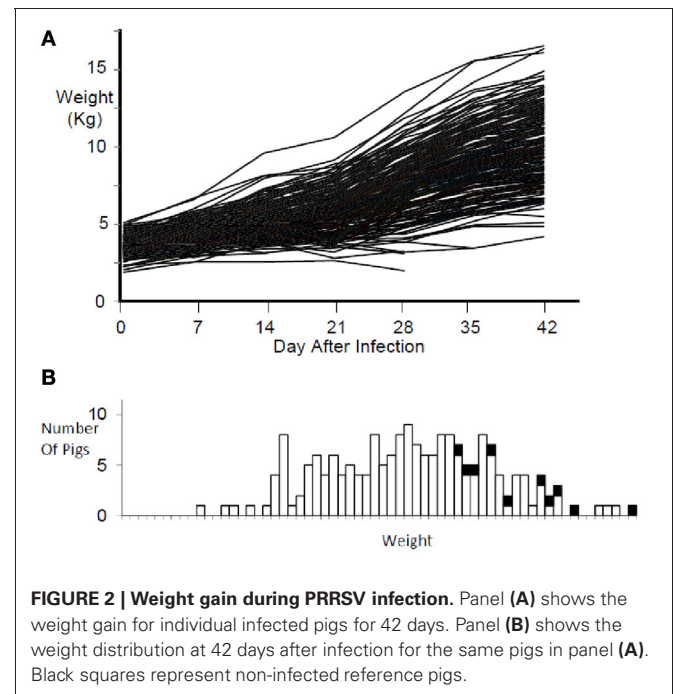 A
Weight
(Kg)
15
10
5
0
0 7 14 21 28 35 42
Day After Infection
B
Number
Of Pigs
10
5
0
Weight
FIGURE 2 | Weight gain during PRRSV infection. Panel (A) shows the
weight gain for individual infected pigs for 42 days. Panel (B) shows the
weight distribution at 42 days after infection for the same pigs in panel (A).
Black squares represent non-infected reference pigs.